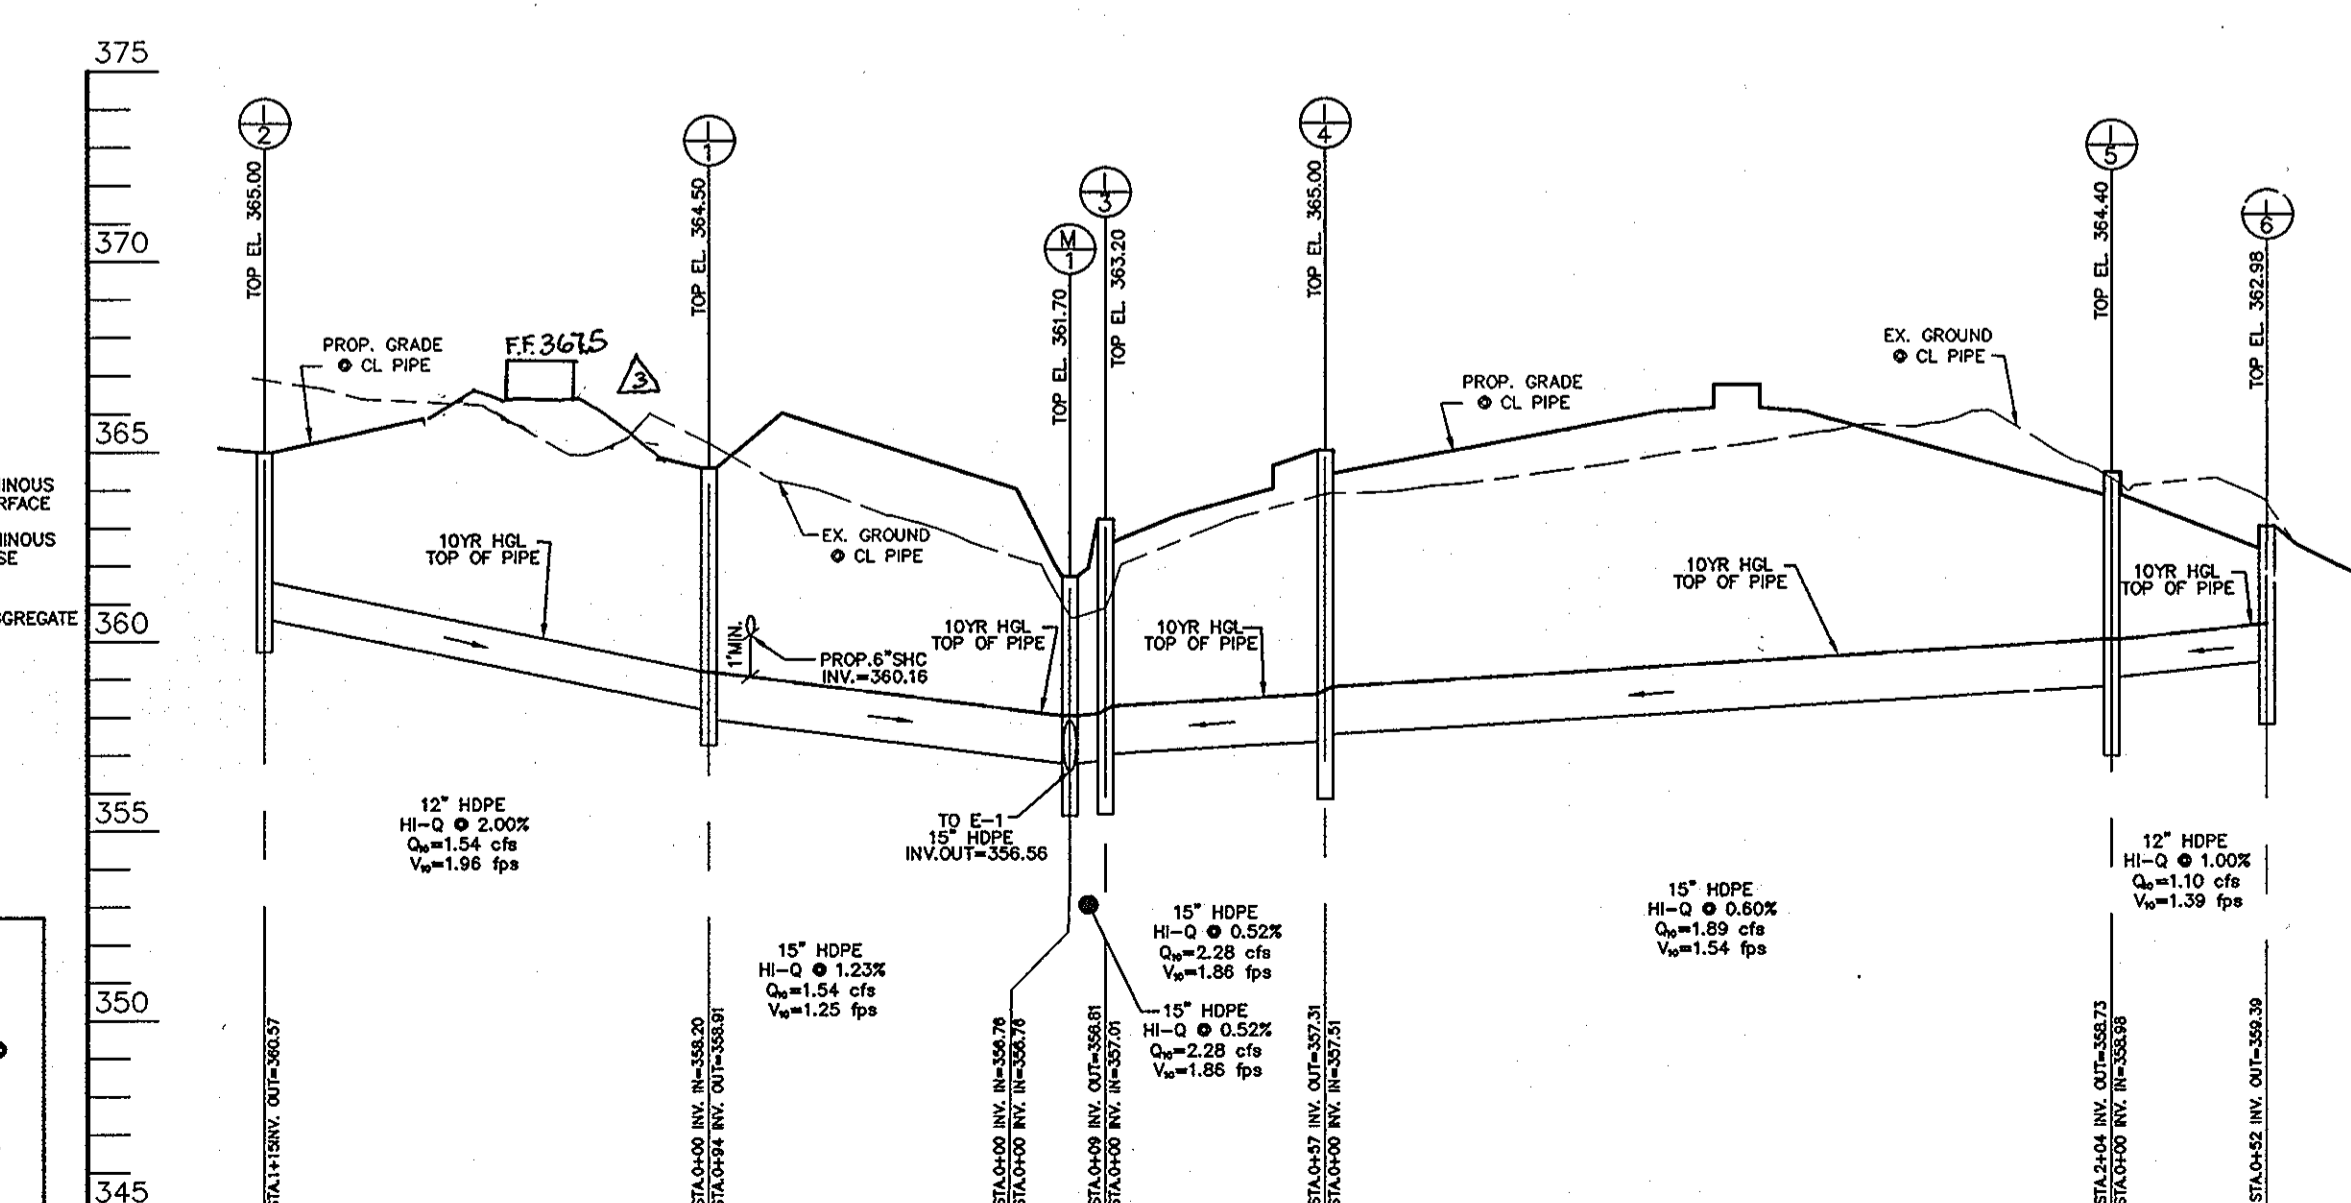 375
370
365
360
355
350
345
INOUS
RFACE
INOUS
SE
GGREGATE
I
2
TOP EL. 365.00
PROP. GRADE
@ CL PIPE
F.F. 367.5
3
I
1
TOP EL. 364.50
10YR HGL
TOP OF PIPE
EX. GROUND
@ CL PIPE
1'MIN.
PROP.6"SHC
INV.=360.16
M
1
TOP EL. 361.70
I
3
TOP EL. 363.20
10YR HGL
TOP OF PIPE
10YR HGL
TOP OF PIPE
I
4
TOP EL. 365.00
PROP. GRADE
@ CL PIPE
EX. GROUND
@ CL PIPE
10YR HGL
TOP OF PIPE
I
5
TOP EL. 364.40
10YR HGL
TOP OF PIPE
I
6
TOP EL. 362.98
12" HDPE
HI-Q @ 2.00%
Q10=1.54 cfs
V10=1.96 fps
15" HDPE
HI-Q @ 1.23%
Q10=1.54 cfs
V10=1.25 fps
TO E-1
15" HDPE
INV.OUT=356.56
15" HDPE
HI-Q @ 0.52%
Q10=2.28 cfs
V10=1.86 fps
15" HDPE
HI-Q @ 0.52%
Q10=2.28 cfs
V10=1.86 fps
15" HDPE
HI-Q @ 0.60%
Q10=1.89 cfs
V10=1.54 fps
12" HDPE
HI-Q @ 1.00%
Q10=1.10 cfs
V10=1.39 fps
STA.1+15INV. OUT=360.57
STA.0+00 INV. IN=358.20
STA.0+94 INV. OUT=358.91
STA.0+00 INV. IN=356.76
STA.0+00 INV. IN=356.76
STA.0+09 INV. OUT=356.81
STA.0+00 INV. IN=357.01
STA.0+57 INV. OUT=357.31
STA.0+00 INV. IN=357.51
STA.2+04 INV. OUT=358.73
STA.0+00 INV. IN=358.98
STA.0+52 INV. OUT=359.39